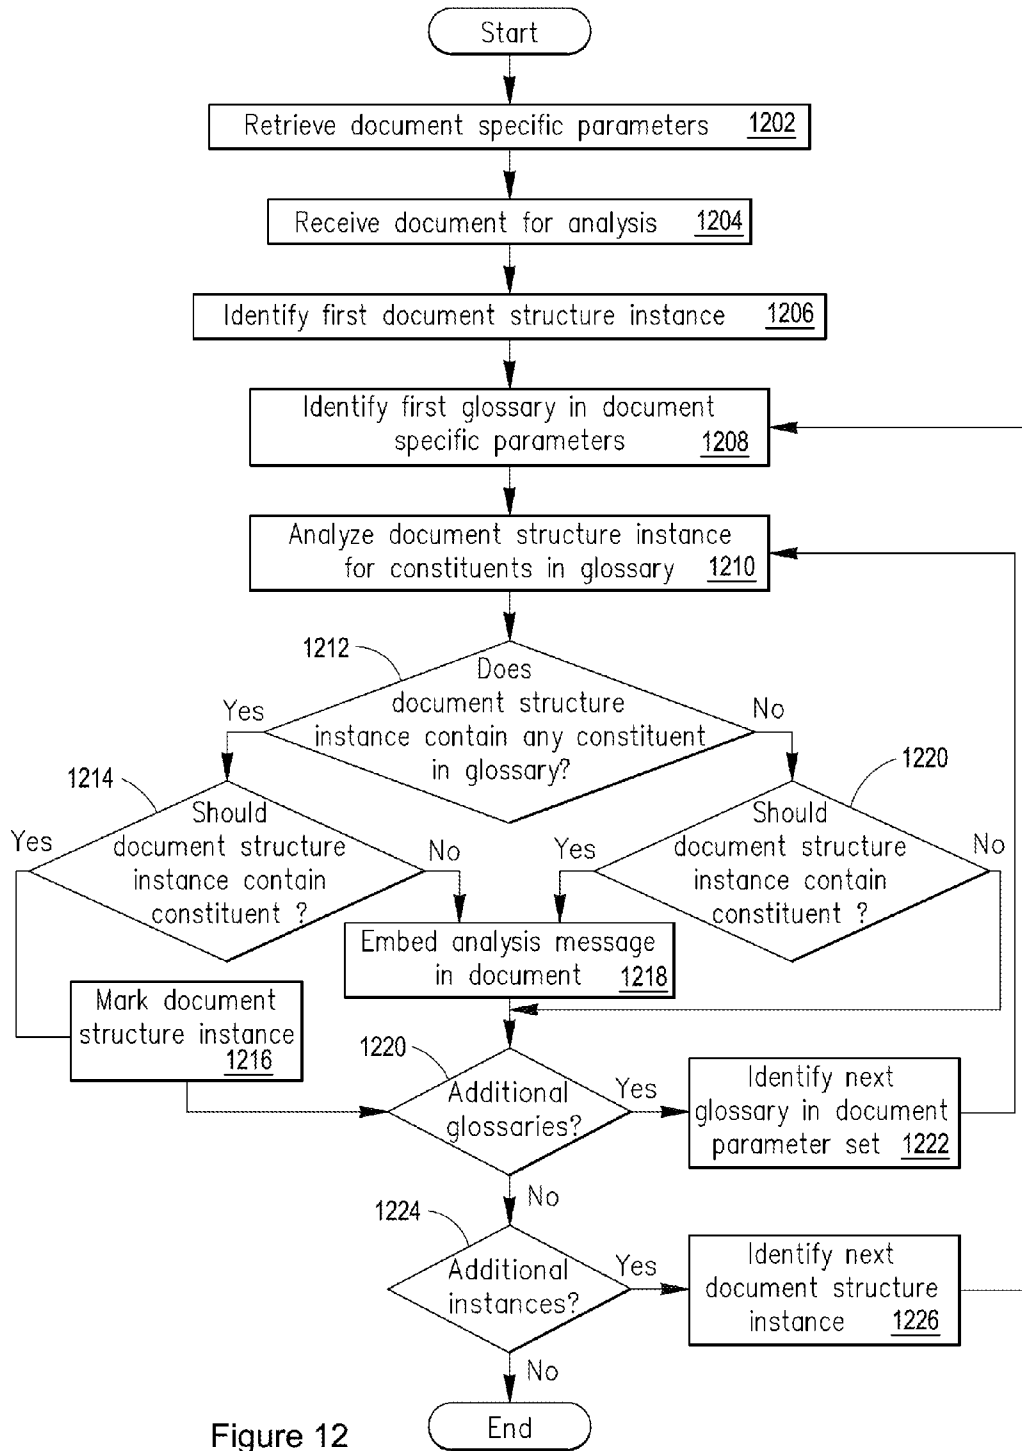 Start
Retrieve document specific parameters 1202
Receive document for analysis 1204
Identify first document structure instance 1206
Identify first glossary in document
specific parameters 1208
Analyze document structure instance
for constituents in glossary 1210
1212
Does
document structure
instance contain any constituent
in glossary?
Yes
No
1214
Should
document structure
instance contain
constituent ?
Yes
No
1220
Should
document structure
instance contain
constituent ?
Yes
No
Embed analysis message
in document 1218
Mark document
structure instance
1216
1220
Additional
glossaries?
Yes
Identify next
glossary in document
parameter set 1222
No
1224
Additional
instances?
Yes
Identify next
document structure
instance 1226
No
End
Figure 12